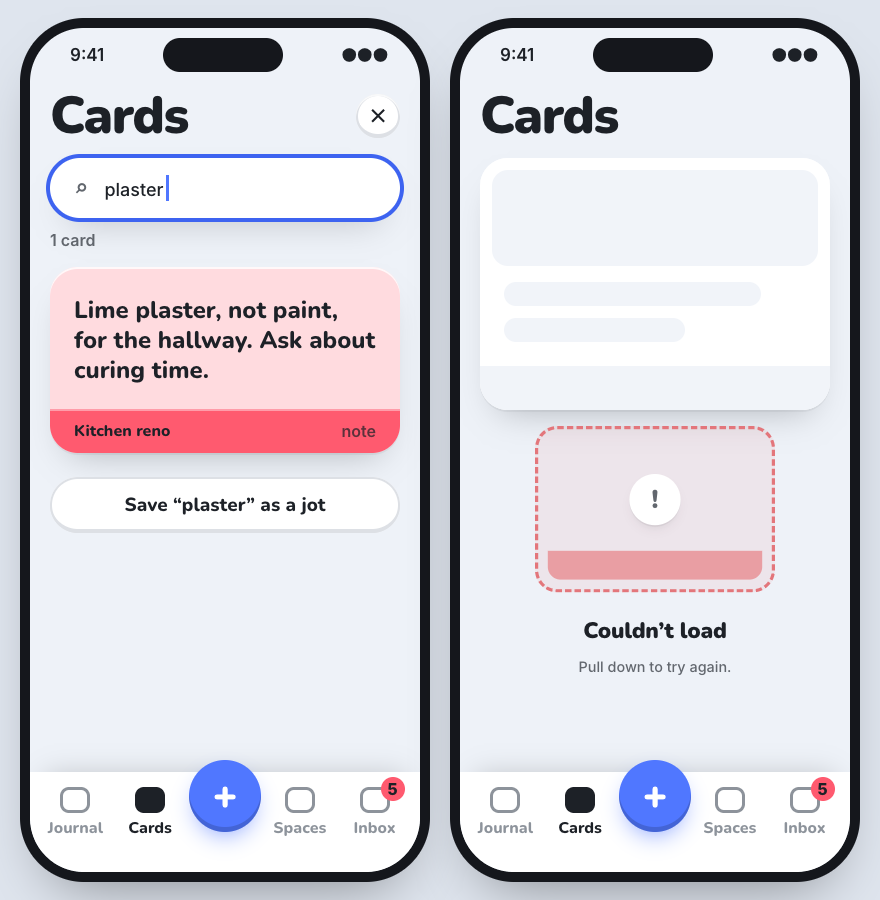 9:41
Cards
plaster
1 card
Lime plaster, not paint,
for the hallway. Ask about
curing time.
Kitchen reno
note
Save “plaster” as a jot
Journal
Cards
Spaces
Inbox
5
9:41
Cards
!
Couldn’t load
Pull down to try again.
Journal
Cards
Spaces
Inbox
5